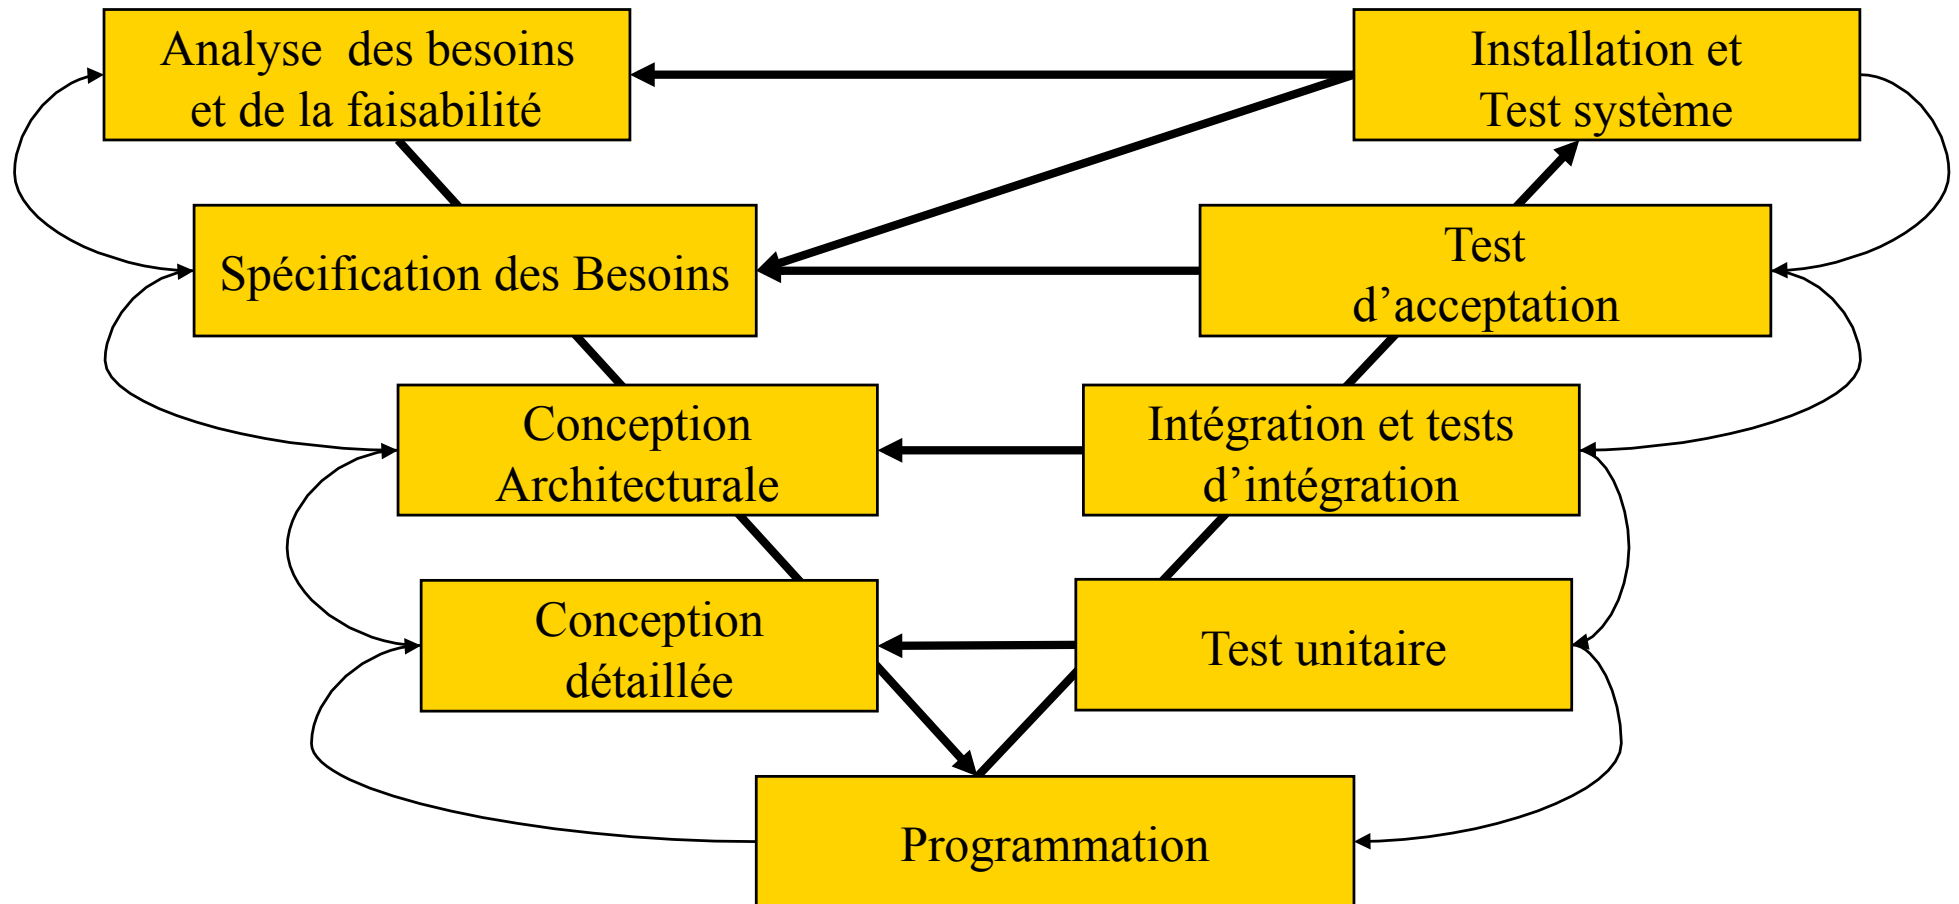 Analyse des besoins
et de la faisabilité
Installation et
Test système
Spécification des Besoins
Test
d’acceptation
Conception
Architecturale
Intégration et tests
d’intégration
Conception
détaillée
Test unitaire
Programmation